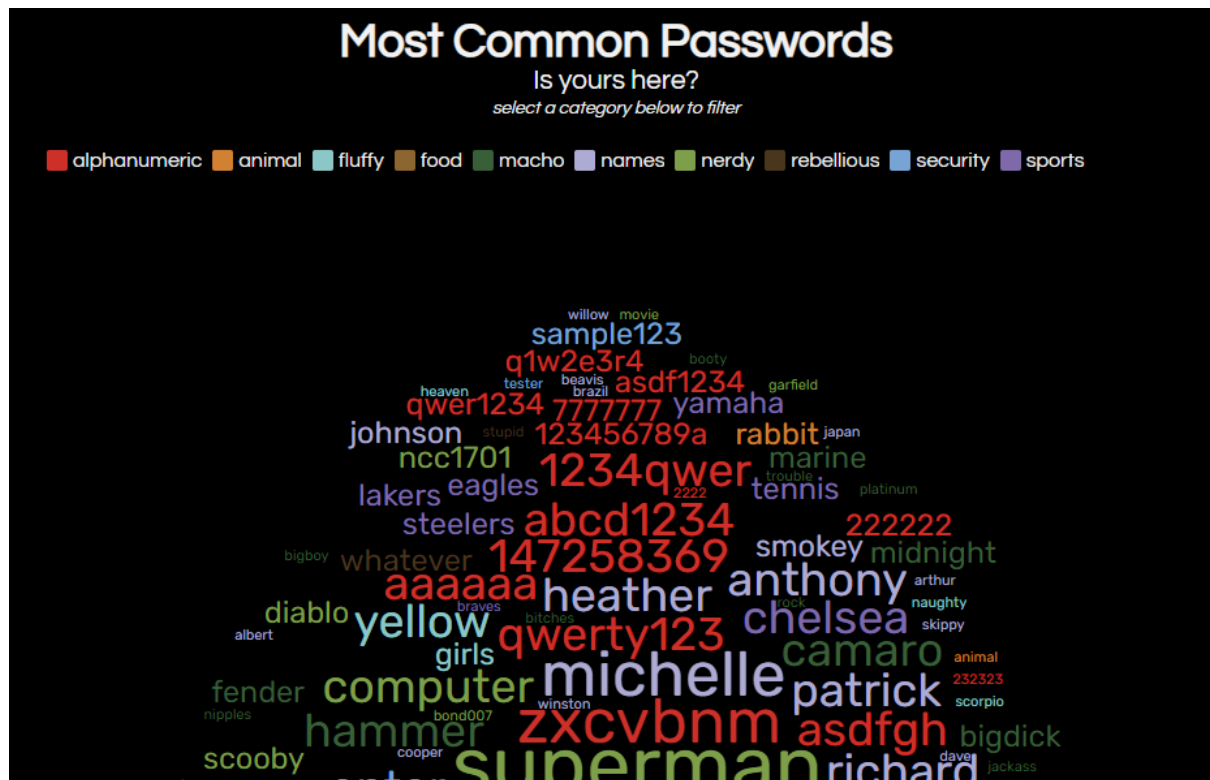 Most Common Passwords
Is yours here?
select a category below to filter
alphanumeric animal fluffy food macho names nerdy rebellious security sports
willow movie
sample123
q1w2e3r4 booty
heaven tester beavis asdf1234 garfield
brazil
qwer1234 7777777 yamaha
johnson stupid 123456789a rabbit japan
ncc1701 1234qwer marine
trouble
lakers eagles 2222 tennis platinum
steelers abcd1234 222222
bigboy whatever 147258369 smokey midnight
aaaaaa heather anthony arthur
diablo yellow braves rock naughty
albert bitches qwerty123 chelsea skippy
girls camaro animal
fender computer michelle patrick 232323
winston scorpio
nipples hammer bond007 zxcvbnm asdfgh bigdick
scooby cooper superman richard dave jackass